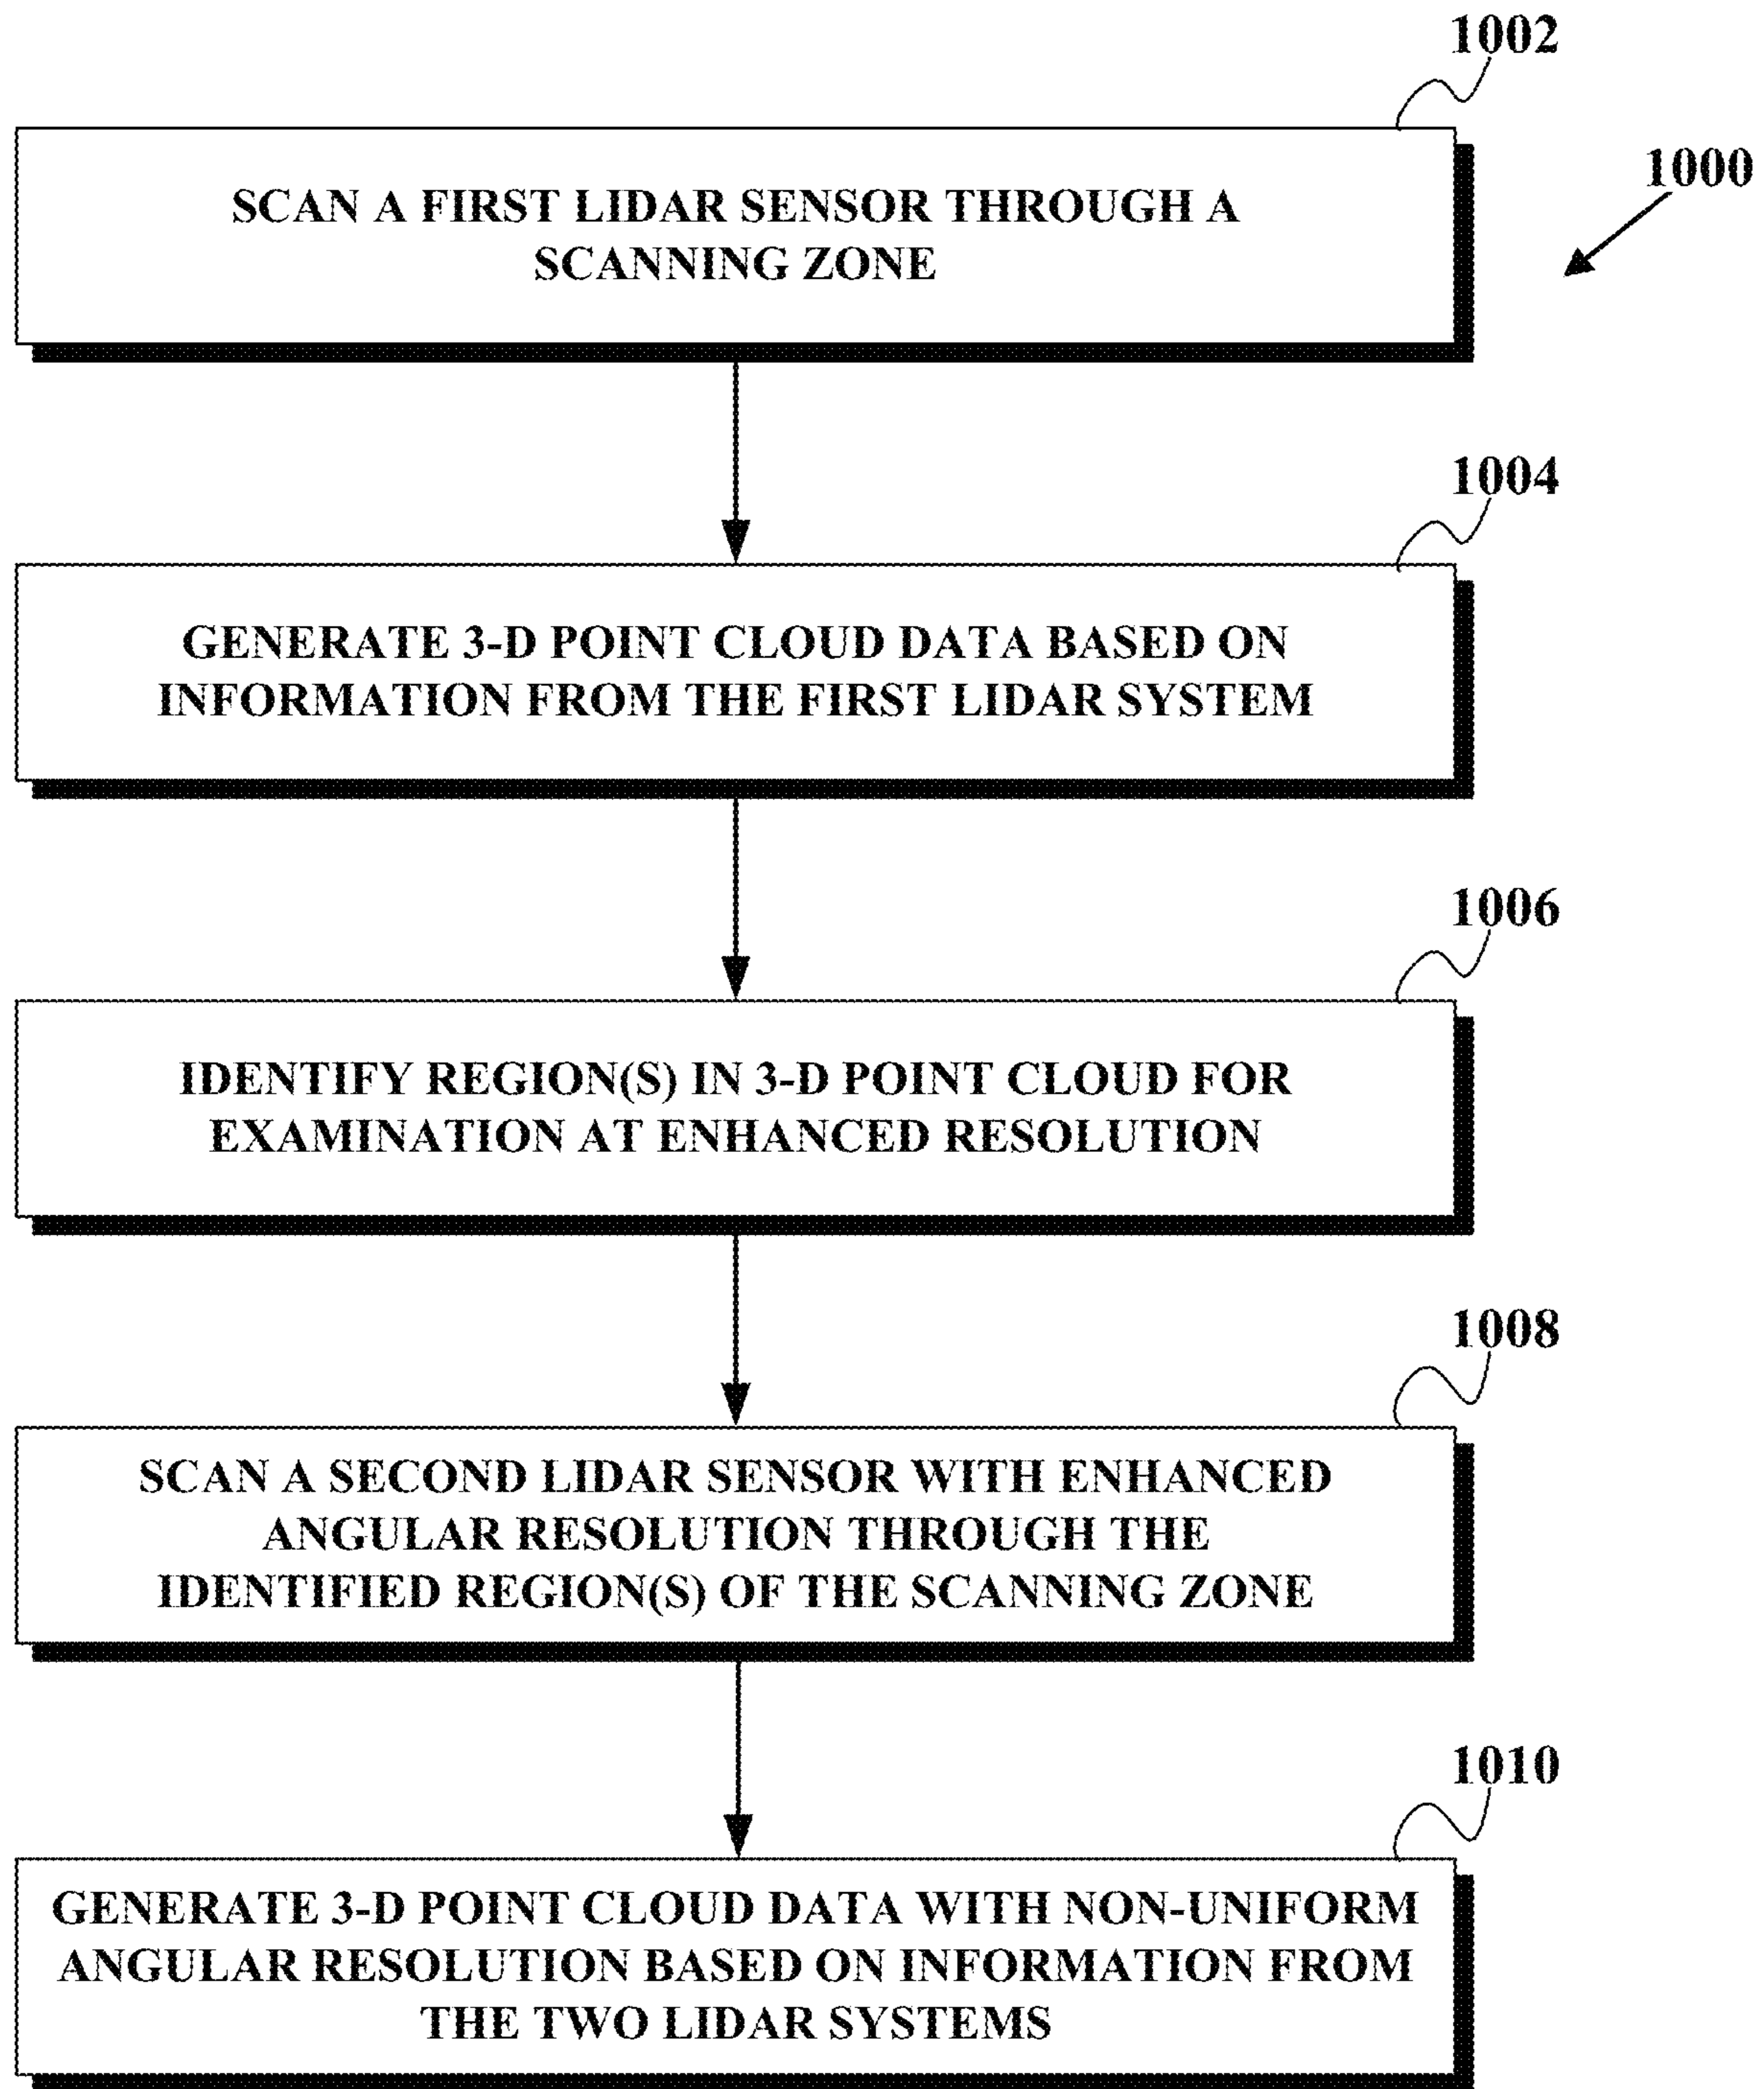 1002
1000
SCAN A FIRST LIDAR SENSOR THROUGH A
SCANNING ZONE
1004
GENERATE 3-D POINT CLOUD DATA BASED ON
INFORMATION FROM THE FIRST LIDAR SYSTEM
1006
IDENTIFY REGION(S) IN 3-D POINT CLOUD FOR
EXAMINATION AT ENHANCED RESOLUTION
1008
SCAN A SECOND LIDAR SENSOR WITH ENHANCED
ANGULAR RESOLUTION THROUGH THE
IDENTIFIED REGION(S) OF THE SCANNING ZONE
1010
GENERATE 3-D POINT CLOUD DATA WITH NON-UNIFORM
ANGULAR RESOLUTION BASED ON INFORMATION FROM
THE TWO LIDAR SYSTEMS